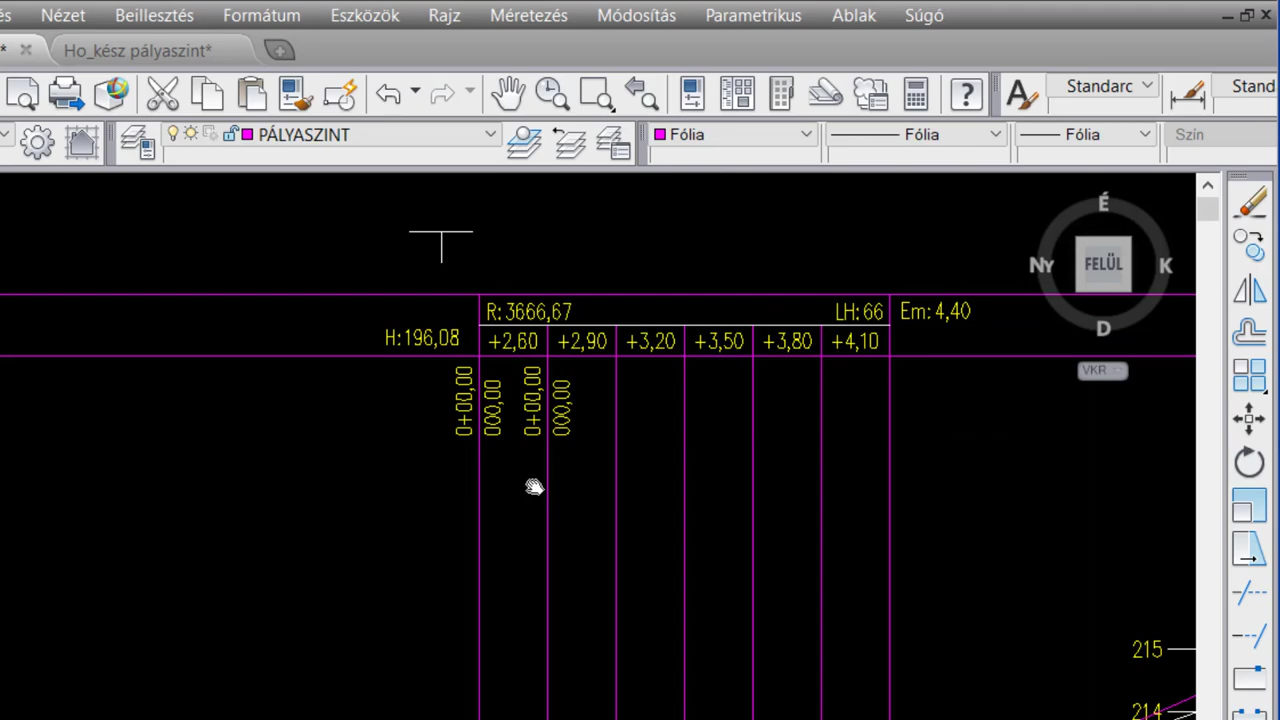 és Nézet Beillesztés Formátum Eszközök Rajz Méretezés Módosítás Parametrikus Ablak Súgó
* Ho_kész pályaszint*
Standarc Stand
PÁLYASZINT Fólia Fólia Fólia Szín
É
Ny FELÜL K
D
VKR
R: 3666,67 LH: 66 Em: 4,40
H:196,08 +2,60 +2,90 +3,20 +3,50 +3,80 +4,10
0+00,00 000,00 0+00,00 000,00
215
214